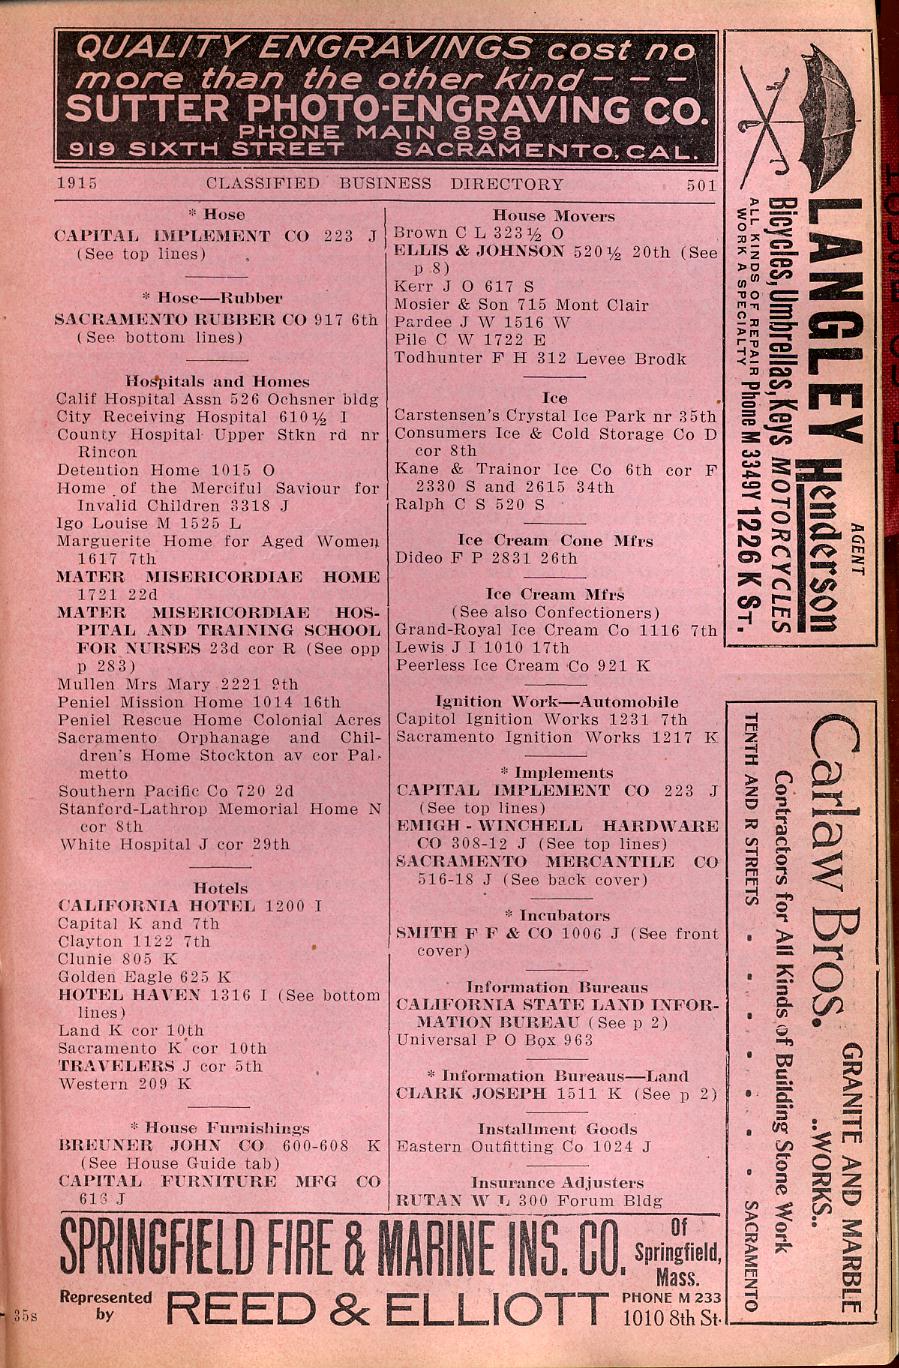 QUALITY ENGRAVINGS cost no
more than the other kind - - -
SUTTER PHOTO-ENGRAVING CO.
PHONE MAIN 898
919 SIXTH STREET SACRAMENTO, CAL.
1915 CLASSIFIED BUSINESS DIRECTORY 501
* Hose
CAPITAL IMPLEMENT CO 223 J
(See top lines)
* Hose—Rubber
SACRAMENTO RUBBER CO 917 6th
(See bottom lines)
Hospitals and Homes
Calif Hospital Assn 526 Ochsner bldg
City Receiving Hospital 610½ I
County Hospital Upper Stkn rd nr
Rincon
Detention Home 1015 O
Home of the Merciful Saviour for
Invalid Children 3318 J
Igo Louise M 1525 L
Marguerite Home for Aged Women
1617 7th
MATER MISERICORDIAE HOME
1721 22d
MATER MISERICORDIAE HOS-
PITAL AND TRAINING SCHOOL
FOR NURSES 23d cor R (See opp
p 283)
Mullen Mrs Mary 2221 9th
Peniel Mission Home 1014 16th
Peniel Rescue Home Colonial Acres
Sacramento Orphanage and Chil-
dren's Home Stockton av cor Pal-
metto
Southern Pacific Co 720 2d
Stanford-Lathrop Memorial Home N
cor 8th
White Hospital J cor 29th
Hotels
CALIFORNIA HOTEL 1200 I
Capital K and 7th
Clayton 1122 7th
Clunie 805 K
Golden Eagle 625 K
HOTEL HAVEN 1316 I (See bottom
lines)
Land K cor 10th
Sacramento K cor 10th
TRAVELERS J cor 5th
Western 209 K
* House Furnishings
BREUNER JOHN CO 600-608 K
(See House Guide tab)
CAPITAL FURNITURE MFG CO
613 J
House Movers
Brown C L 323½ O
ELLIS & JOHNSON 520½ 20th (See
p 8)
Kerr J O 617 S
Mosier & Son 715 Mont Clair
Pardee J W 1516 W
Pile C W 1722 E
Todhunter F H 312 Levee Brodk
Ice
Carstensen's Crystal Ice Park nr 35th
Consumers Ice & Cold Storage Co D
cor 8th
Kane & Trainor Ice Co 6th cor F
2330 S and 2615 34th
Ralph C S 520 S
Ice Cream Cone Mfrs
Dideo F P 2831 26th
Ice Cream Mfrs
(See also Confectioners)
Grand-Royal Ice Cream Co 1116 7th
Lewis J I 1010 17th
Peerless Ice Cream Co 921 K
Ignition Work—Automobile
Capitol Ignition Works 1231 7th
Sacramento Ignition Works 1217 K
* Implements
CAPITAL IMPLEMENT CO 223 J
(See top lines)
EMIGH - WINCHELL HARDWARE
CO 308-12 J (See top lines)
SACRAMENTO MERCANTILE CO
516-18 J (See back cover)
* Incubators
SMITH F F & CO 1006 J (See front
cover)
Information Bureaus
CALIFORNIA STATE LAND INFOR-
MATION BUREAU (See p 2)
Universal P O Box 963
* Information Bureaus—Land
CLARK JOSEPH 1511 K (See p 2)
Installment Goods
Eastern Outfitting Co 1024 J
Insurance Adjusters
RUTAN W L 300 Forum Bldg
LANGLEY AGENT Henderson
Bicycles, Umbrellas, Keys MOTORCYCLES
ALL KINDS OF REPAIR
WORK A SPECIALTY Phone M 3349Y 1226 K ST.
Carlaw Bros. GRANITE AND MARBLE
..WORKS..
Contractors for All Kinds of Building Stone Work
TENTH AND R STREETS SACRAMENTO
SPRINGFIELD FIRE & MARINE INS. CO. Of
Springfield,
Mass.
Represented
by REED & ELLIOTT PHONE M 233
1010 8th St.
35s